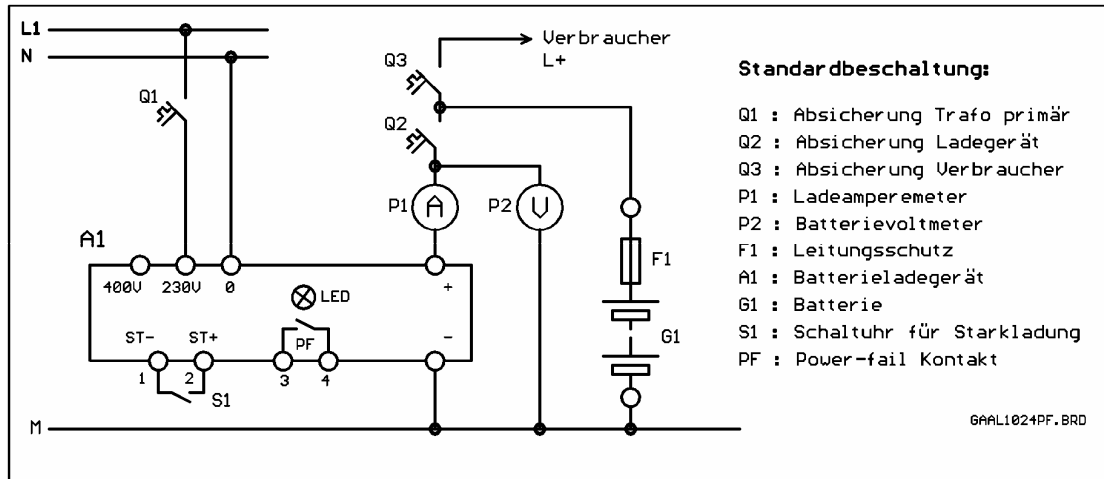 L1
N
Q1
Q3
Q2
Verbraucher
L+
P1
A
P2
V
A1
400V
230V
0
+
LED
ST-
ST+
PF
-
1
2
3
4
S1
F1
G1
M
Standardbeschaltung:
Q1 : Absicherung Trafo primär
Q2 : Absicherung Ladegerät
Q3 : Absicherung Verbraucher
P1 : Ladeamperemeter
P2 : Batterievoltmeter
F1 : Leitungsschutz
A1 : Batterieladegerät
G1 : Batterie
S1 : Schaltuhr für Starkladung
PF : Power-fail Kontakt
GAAL1024PF.BRD